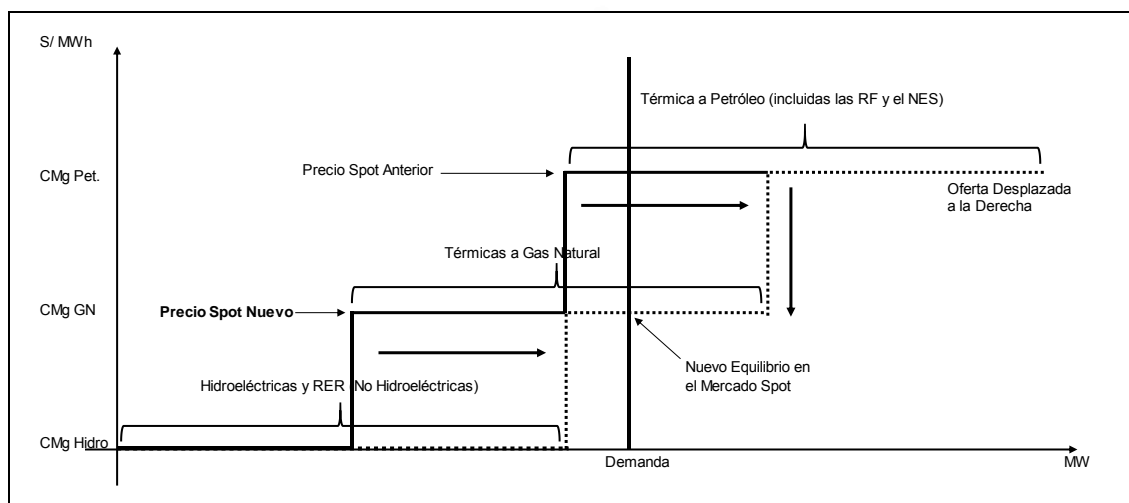 S/ MWh
Térmica a Petróleo (incluidas las RF y el NES)
Precio Spot Anterior
CMg Pet.
Oferta Desplazada
a la Derecha
Térmicas a Gas Natural
CMg GN
Precio Spot Nuevo
Nuevo Equilibrio en
el Mercado Spot
Hidroeléctricas y RER (No Hidroeléctricas)
CMg Hidro
Demanda
MW